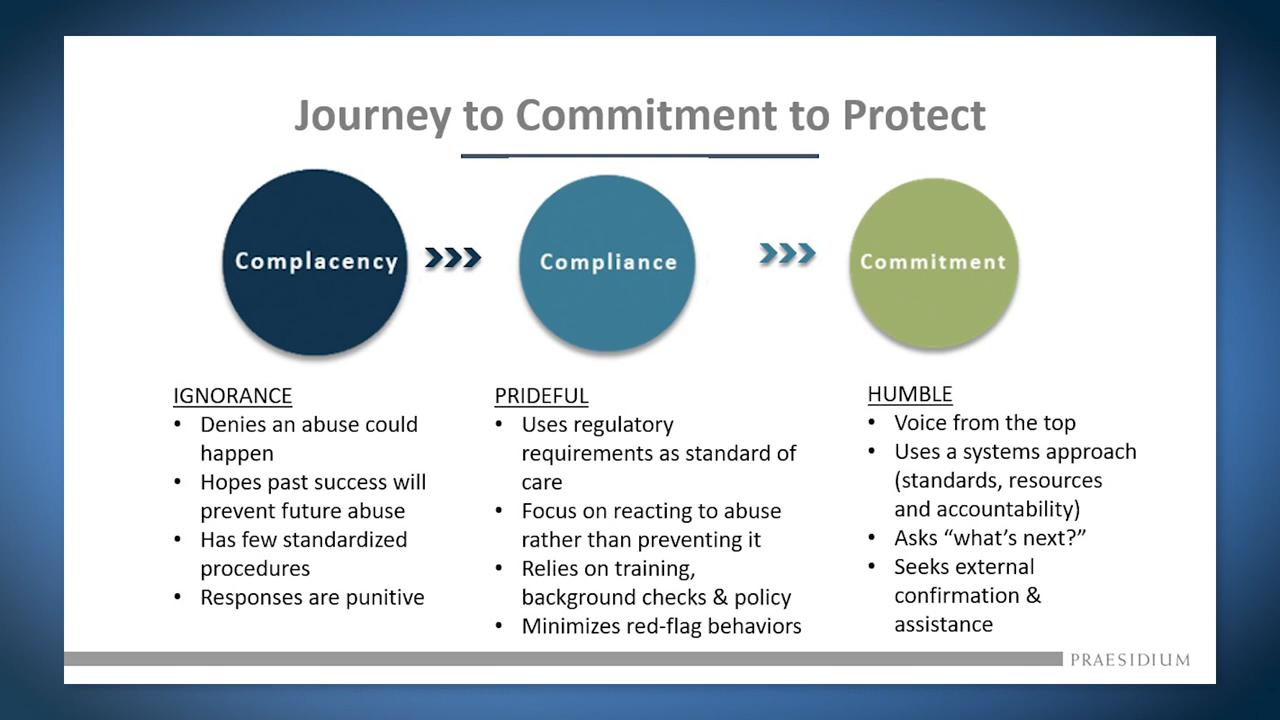 Journey to Commitment to Protect
Complacency
Compliance
Commitment
IGNORANCE
• Denies an abuse could
happen
• Hopes past success will
prevent future abuse
• Has few standardized
procedures
• Responses are punitive
PRIDEFUL
• Uses regulatory
requirements as standard of
care
• Focus on reacting to abuse
rather than preventing it
• Relies on training,
background checks & policy
• Minimizes red-flag behaviors
HUMBLE
• Voice from the top
• Uses a systems approach
(standards, resources
and accountability)
• Asks “what’s next?”
• Seeks external
confirmation &
assistance
PRAESIDIUM